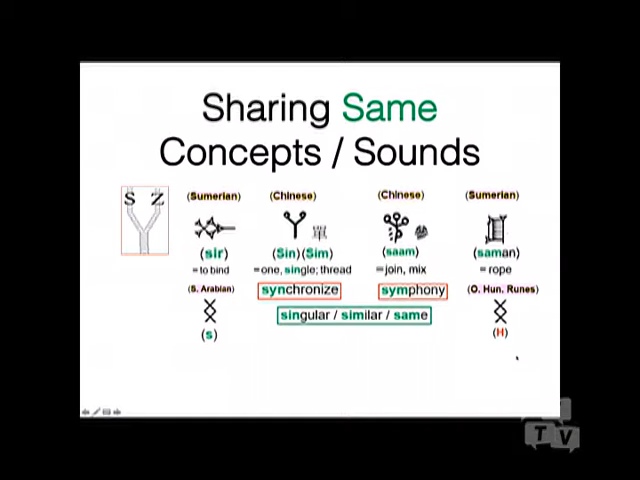 Sharing Same
Concepts / Sounds
S Z
(Sumerian) (Chinese) (Chinese) (Sumerian)
(sir) (Sin)(Sim) (saam) (saman)
=to bind =one, single; thread =join, mix = rope
(S. Arabian) synchronize symphony (O. Hun. Runes)
singular / similar / same
(s) (H)
TV